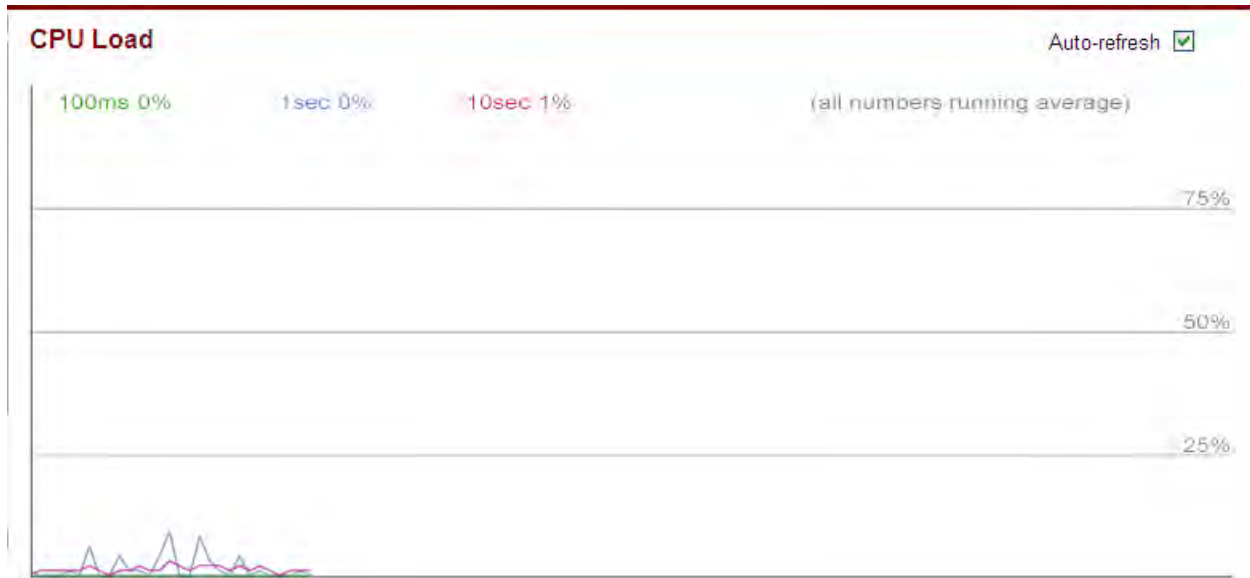 CPU Load Auto-refresh
100ms 0% 1sec 0% 10sec 1% (all numbers running average)
75%
50%
25%